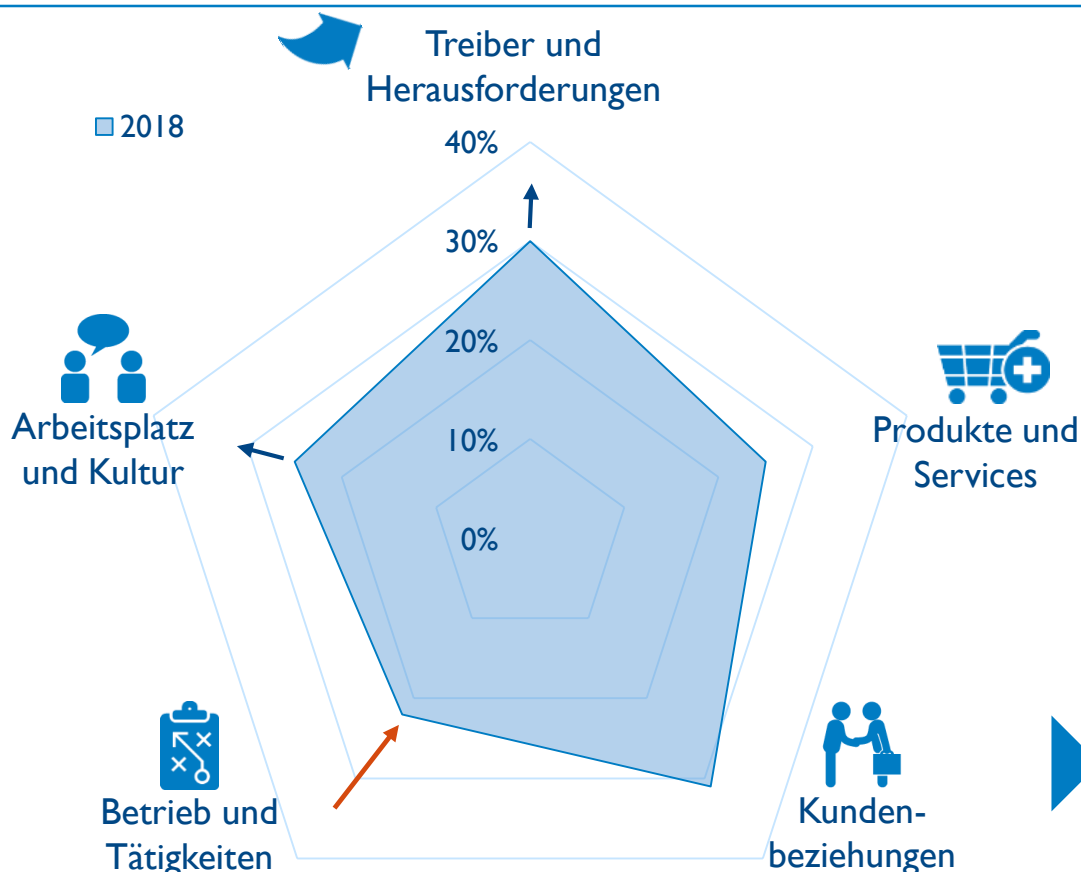 Treiber und
Herausforderungen
2018
40%
30%
20%
10%
0%
Arbeitsplatz
und Kultur
Produkte und
Services
Betrieb und
Tätigkeiten
Kunden-
beziehungen